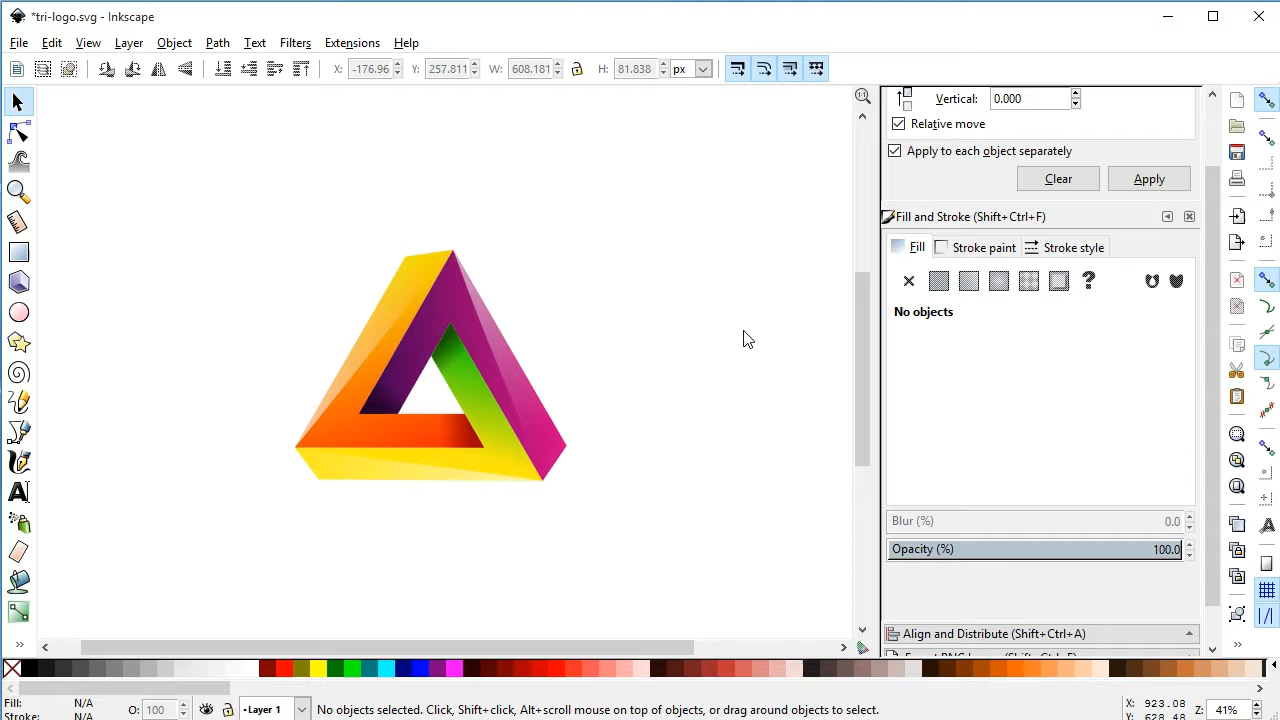 *tri-logo.svg - Inkscape
File Edit View Layer Object Path Text Filters Extensions Help
X: -176.96 Y: 257.811 W: 608.181 H: 81.838 px
Vertical: 0.000
Relative move
Apply to each object separately
Clear Apply
Fill and Stroke (Shift+Ctrl+F)
Fill Stroke paint Stroke style
No objects
Blur (%) 0.0
Opacity (%) 100.0
Align and Distribute (Shift+Ctrl+A)
Fill: N/A O: 100 Layer 1 No objects selected. Click, Shift+click, Alt+scroll mouse on top of objects, or drag around objects to select. X: 923.08 Z: 41%
Stroke: N/A Y: